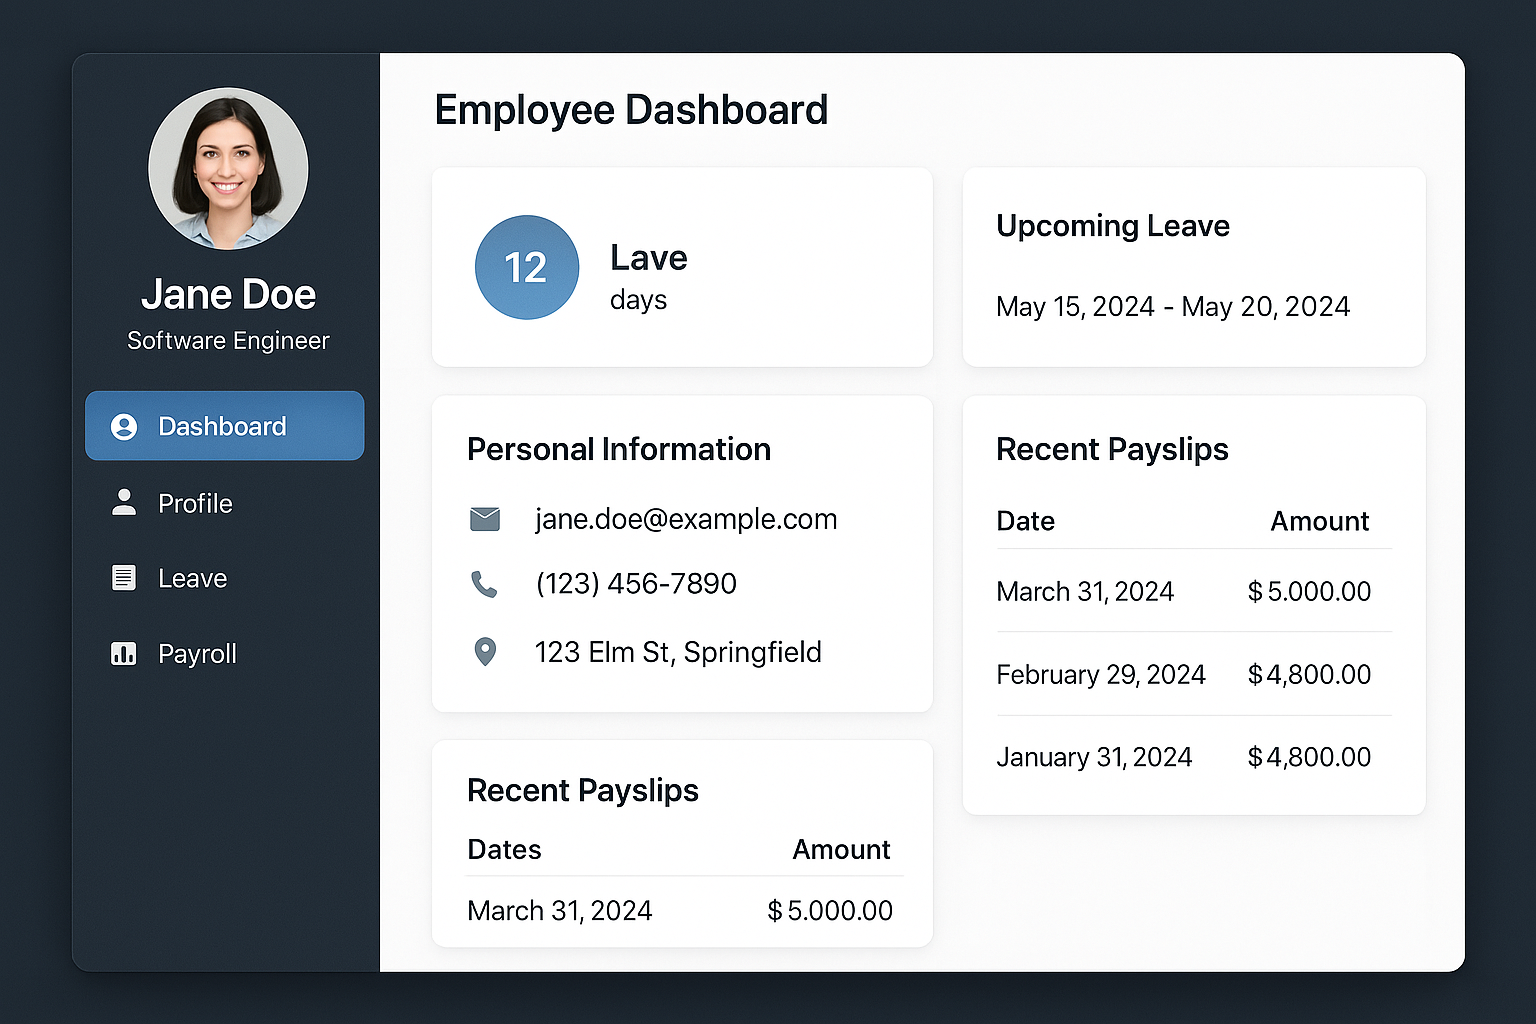 Jane Doe
Software Engineer
Dashboard
Profile
Leave
Payroll
Employee Dashboard
12
Lave
days
Upcoming Leave
May 15, 2024 - May 20, 2024
Personal Information
jane.doe@example.com
(123) 456-7890
123 Elm St, Springfield
Recent Payslips
Date Amount
March 31, 2024 $5.000.00
February 29, 2024 $4,800.00
January 31, 2024 $4,800.00
Recent Payslips
Dates Amount
March 31, 2024 $5.000.00